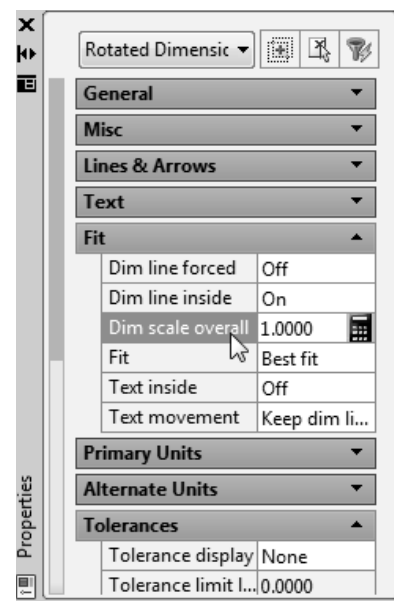 Rotated Dimensic
General
Misc
Lines & Arrows
Text
Fit
Dim line forced Off
Dim line inside On
Dim scale overall 1.0000
Fit Best fit
Text inside Off
Text movement Keep dim li...
Primary Units
Alternate Units
Tolerances
Tolerance display None
Tolerance limit l... 0.0000
Properties